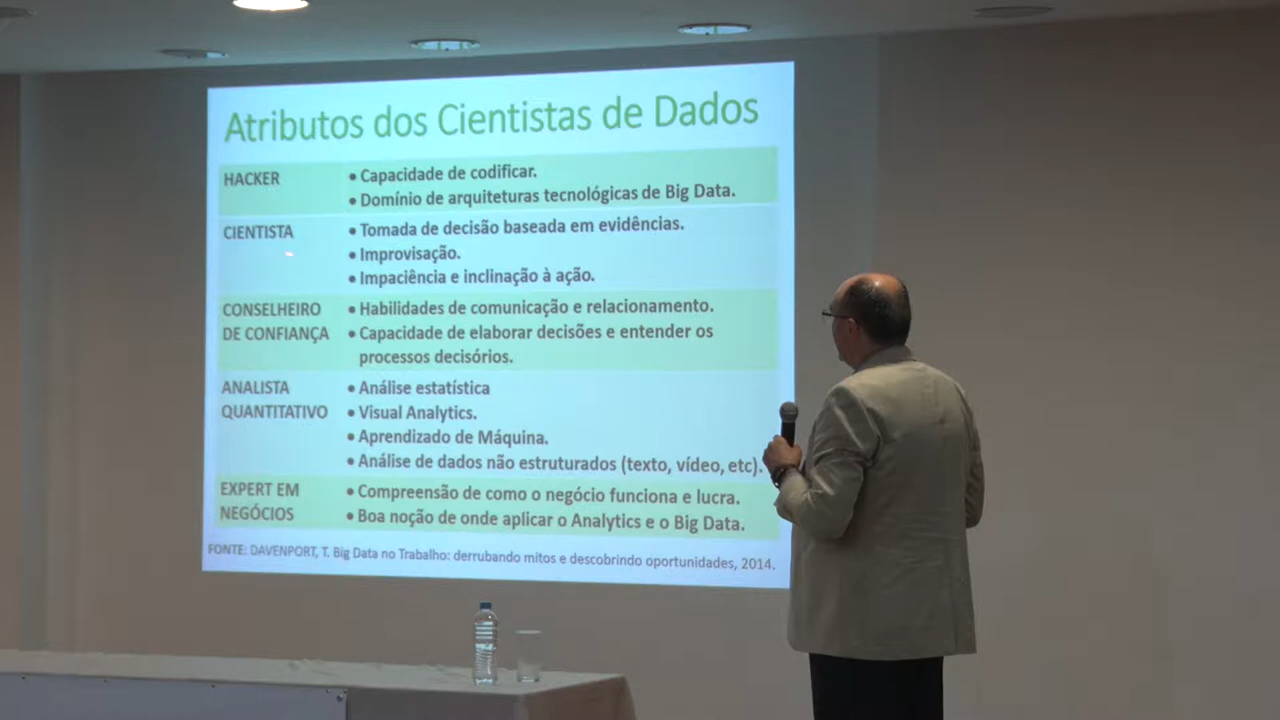 Atributos dos Cientistas de Dados
HACKER
• Capacidade de codificar.
• Domínio de arquiteturas tecnológicas de Big Data.
CIENTISTA
• Tomada de decisão baseada em evidências.
• Improvisação.
• Impaciência e inclinação à ação.
CONSELHEIRO
DE CONFIANÇA
• Habilidades de comunicação e relacionamento.
• Capacidade de elaborar decisões e entender os
processos decisórios.
ANALISTA
QUANTITATIVO
• Análise estatística
• Visual Analytics.
• Aprendizado de Máquina.
• Análise de dados não estruturados (texto, vídeo, etc).
EXPERT EM
NEGÓCIOS
• Compreensão de como o negócio funciona e lucra.
• Boa noção de onde aplicar o Analytics e o Big Data.
FONTE: DAVENPORT, T. Big Data no Trabalho: derrubando mitos e descobrindo oportunidades, 2014.